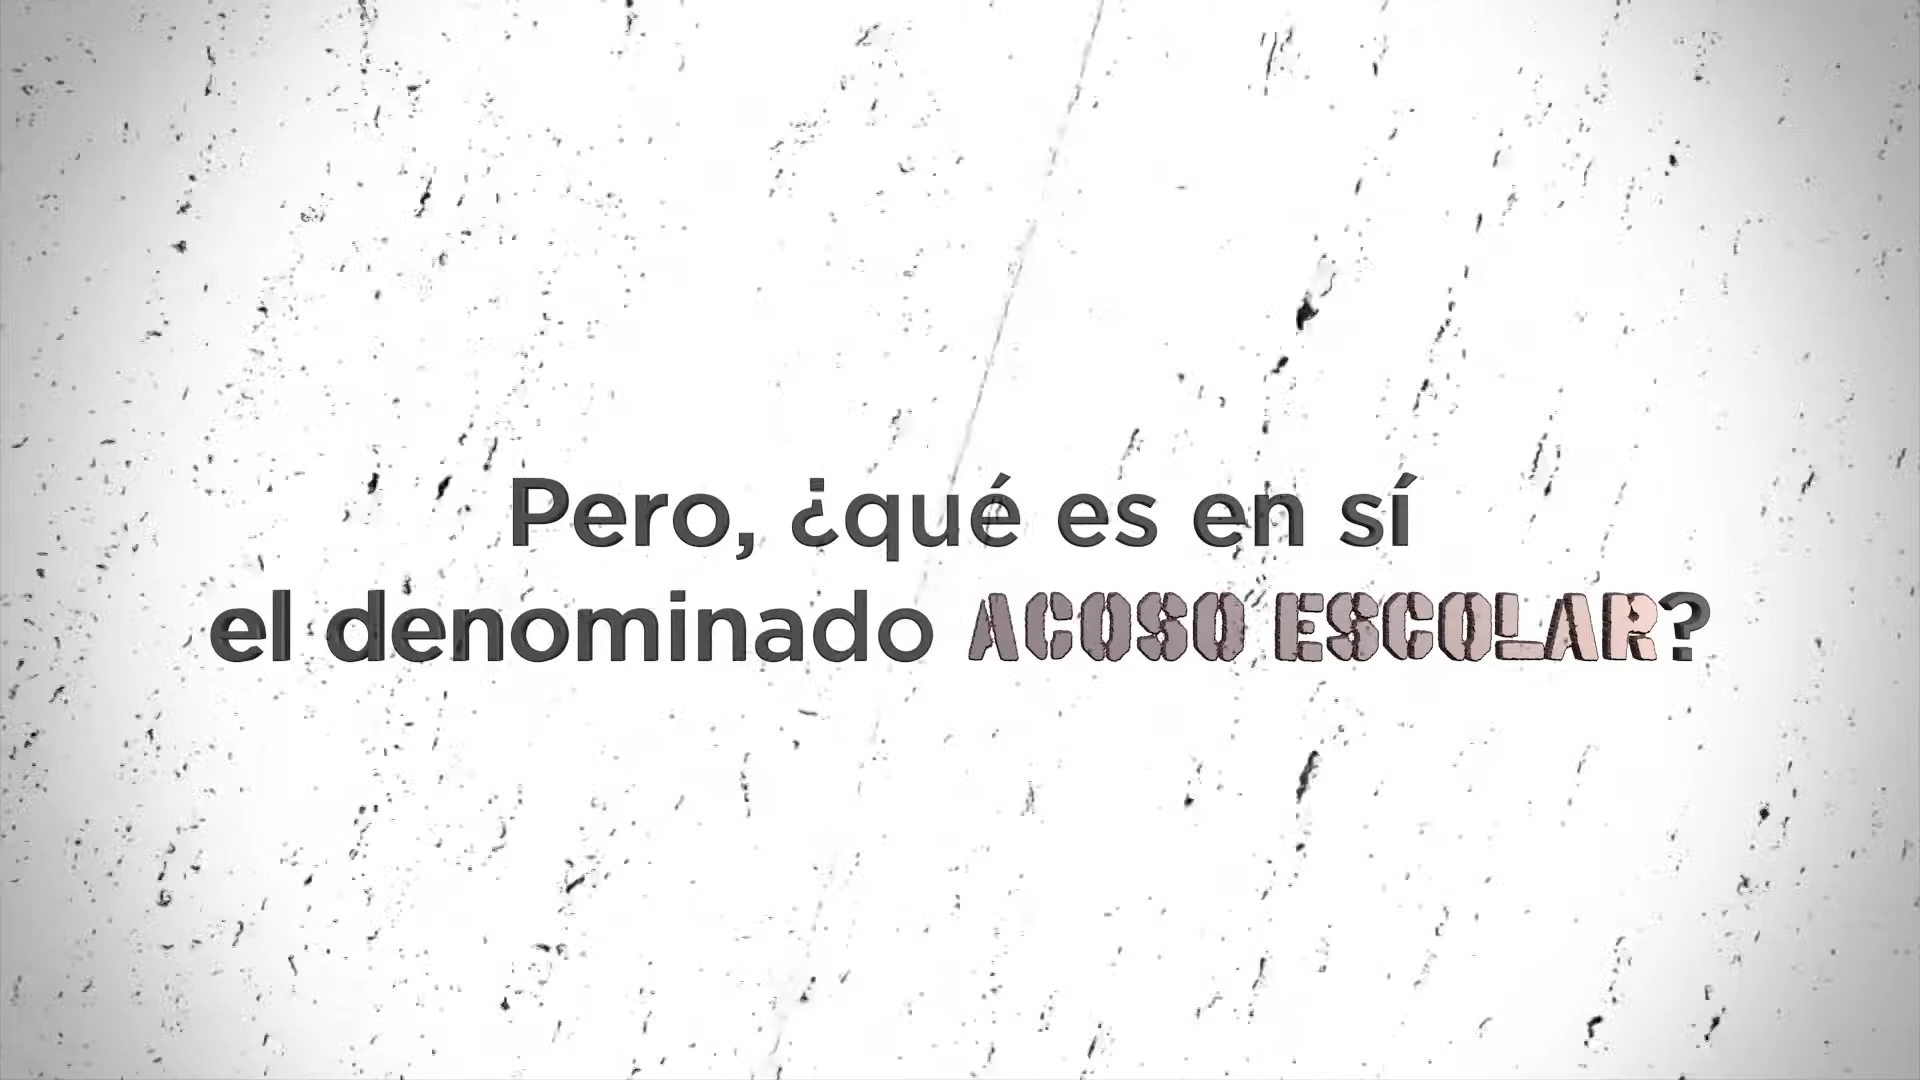 Pero, ¿qué es en sí
el denominado ACOSO ESCOLAR?